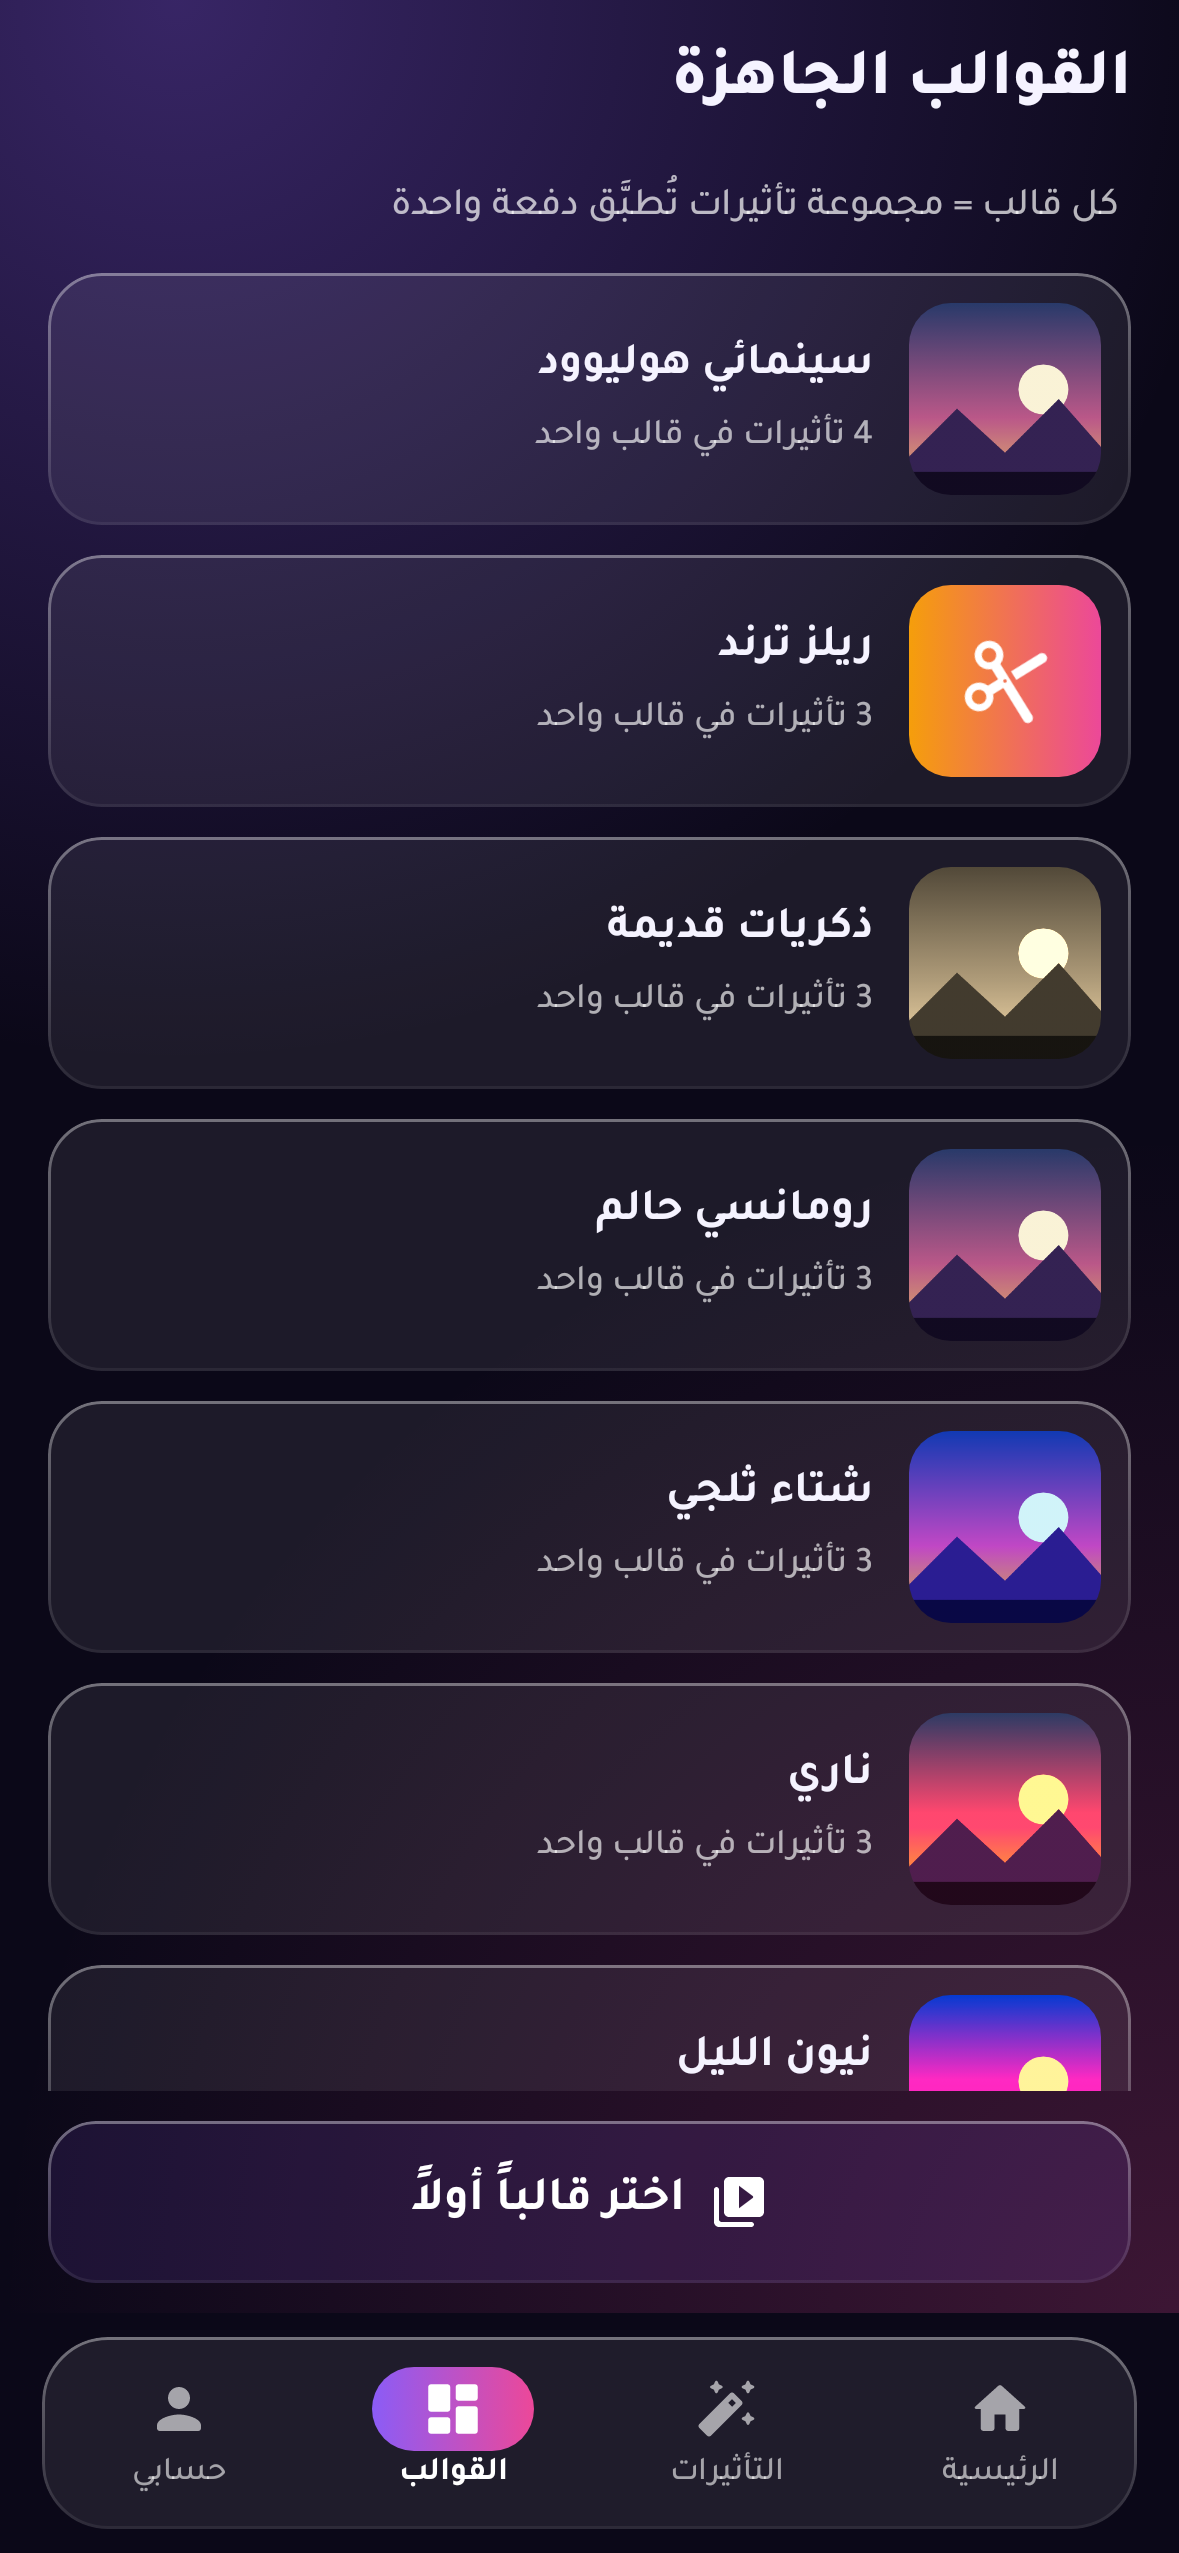 القوالب الجاهزة
كل قالب = مجموعة تأثيرات تُطبَّق دفعة واحدة
سينمائي هوليوود
4 تأثيرات في قالب واحد
ريلز ترند
3 تأثيرات في قالب واحد
ذكريات قديمة
3 تأثيرات في قالب واحد
رومانسي حالم
3 تأثيرات في قالب واحد
شتاء ثلجي
3 تأثيرات في قالب واحد
ناري
3 تأثيرات في قالب واحد
نيون الليل
اختر قالباً أولاً
الرئيسية
التأثيرات
القوالب
حسابي